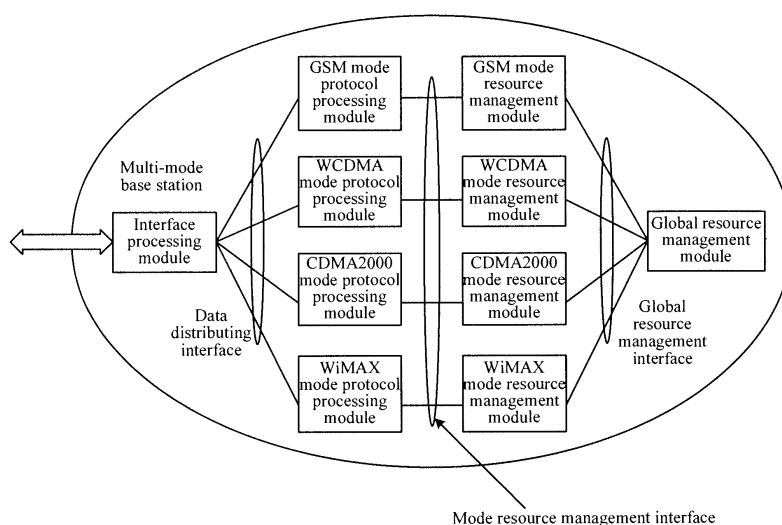 GSM mode
protocol
processing
module
GSM mode
resource
management
module
Multi-mode
base station
WCDMA
mode protocol
processing
module
WCDMA
mode resource
management
module
Interface
processing
module
Global resource
management
module
CDMA2000
mode protocol
processing
module
CDMA2000
mode resource
management
module
Data
distributing
interface
Global
resource
management
interface
WiMAX
mode protocol
processing
module
WiMAX
mode resource
management
module
Mode resource management interface